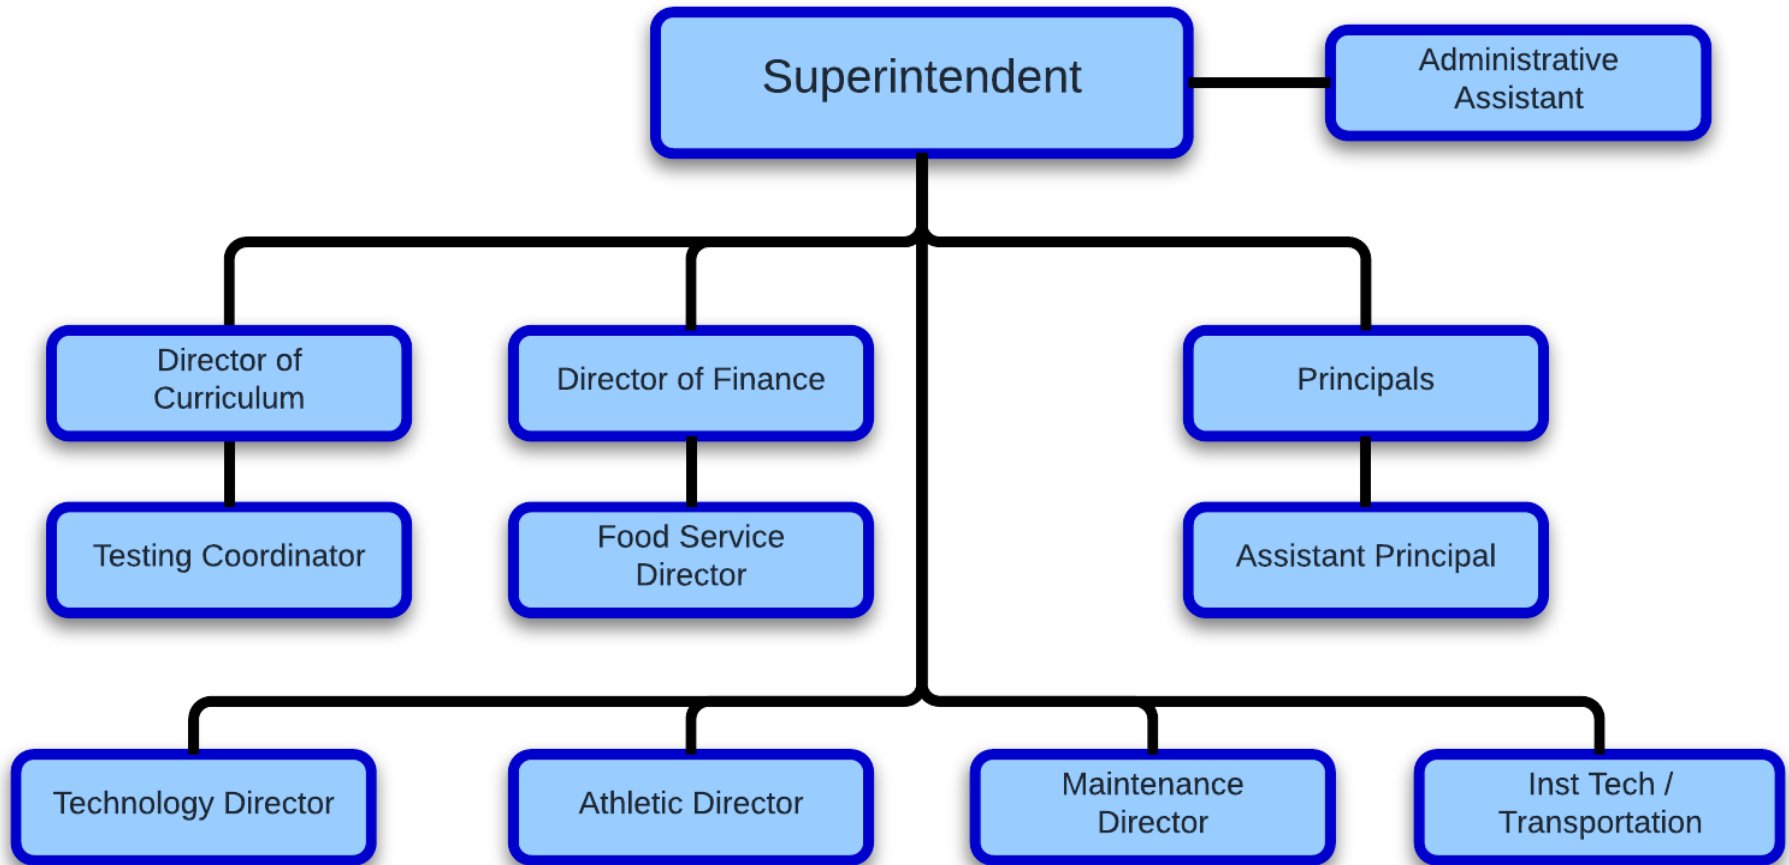 Superintendent
Administrative
Assistant
Director of
Curriculum
Director of Finance
Principals
Testing Coordinator
Food Service
Director
Assistant Principal
Technology Director
Athletic Director
Maintenance
Director
Inst Tech /
Transportation